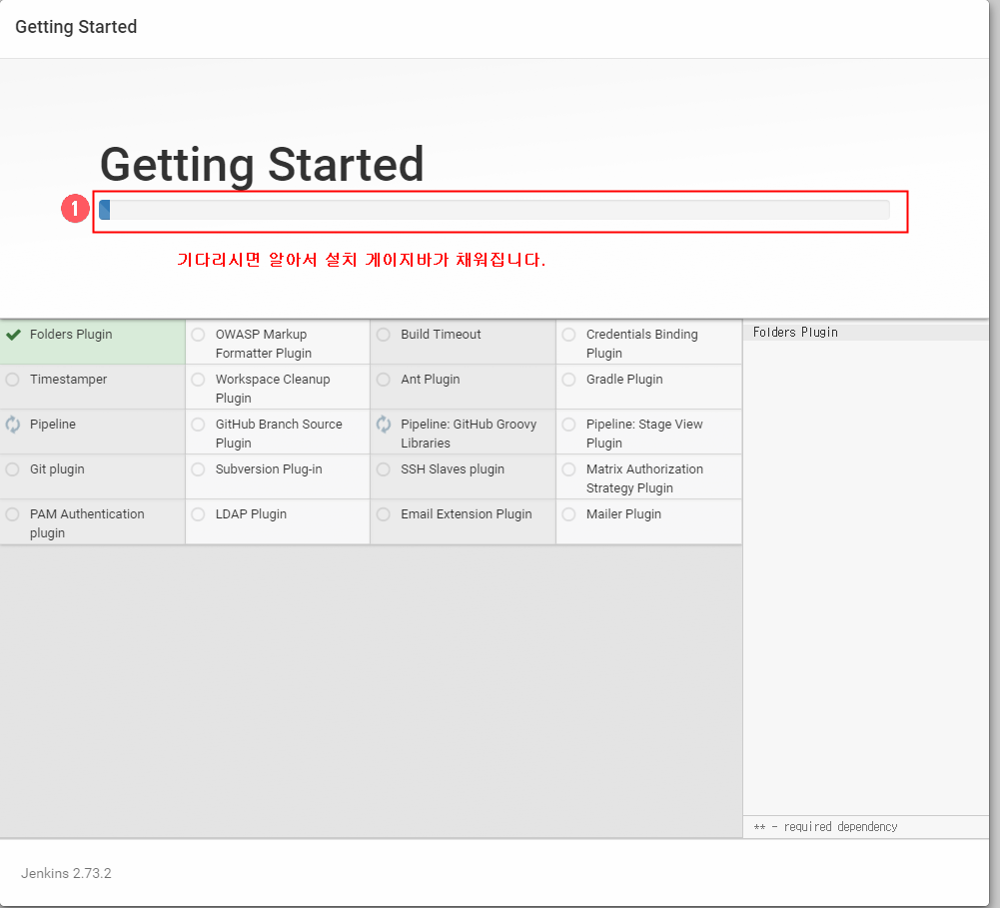 Getting Started
Getting Started
1
기다리시면 알아서 설치 게이지바가 채워집니다.
Folders Plugin
OWASP Markup
Formatter Plugin
Build Timeout
Credentials Binding
Plugin
Folders Plugin
Timestamper
Workspace Cleanup
Plugin
Ant Plugin
Gradle Plugin
Pipeline
GitHub Branch Source
Plugin
Pipeline: GitHub Groovy
Libraries
Pipeline: Stage View
Plugin
Git plugin
Subversion Plug-in
SSH Slaves plugin
Matrix Authorization
Strategy Plugin
PAM Authentication
plugin
LDAP Plugin
Email Extension Plugin
Mailer Plugin
** - required dependency
Jenkins 2.73.2